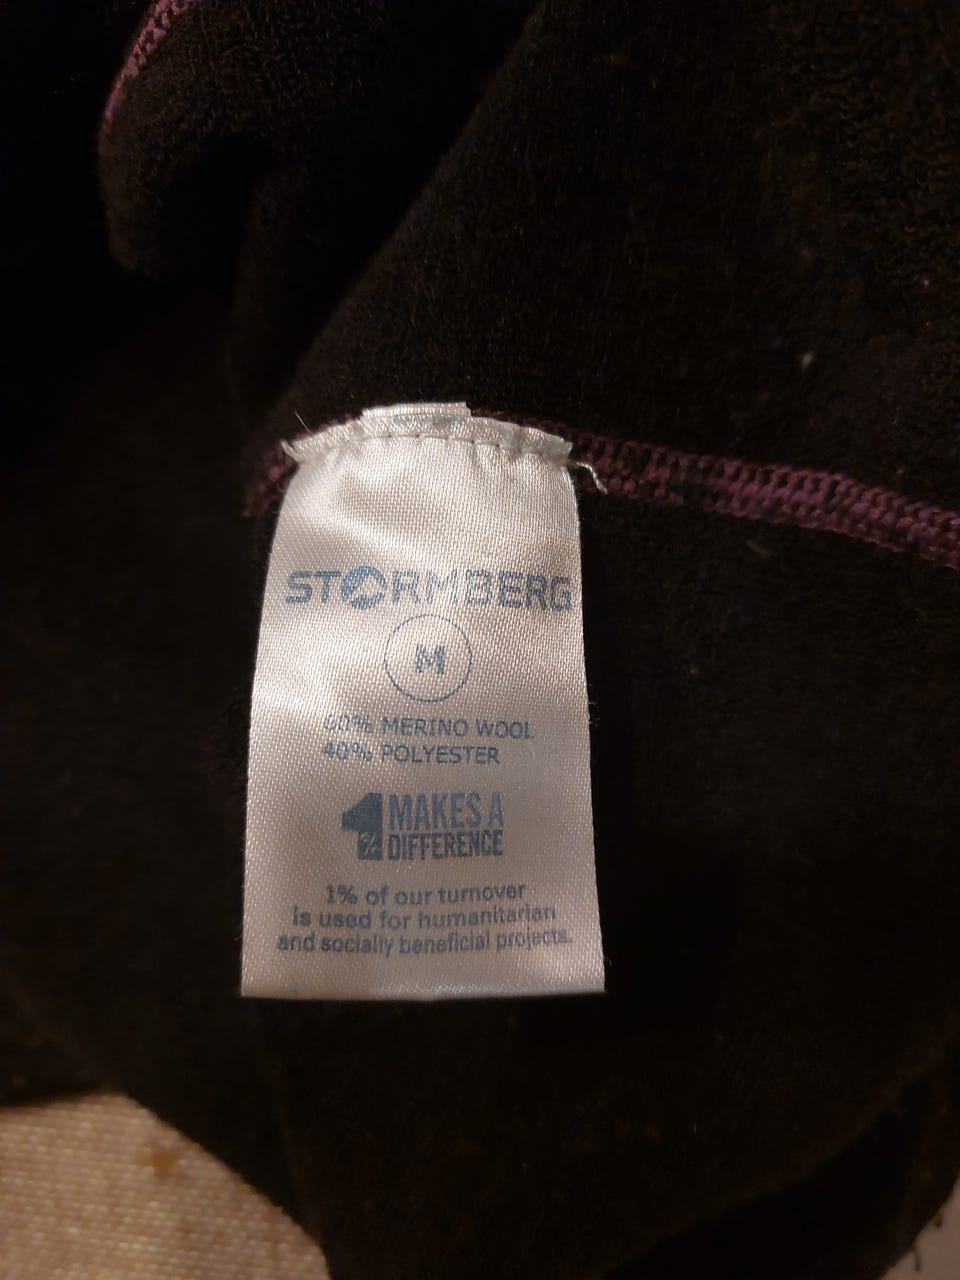 STORMBERG
M
60% MERINO WOOL
40% POLYESTER
1% MAKES A
DIFFERENCE
1% of our turnover
is used for humanitarian
and socially beneficial projects.